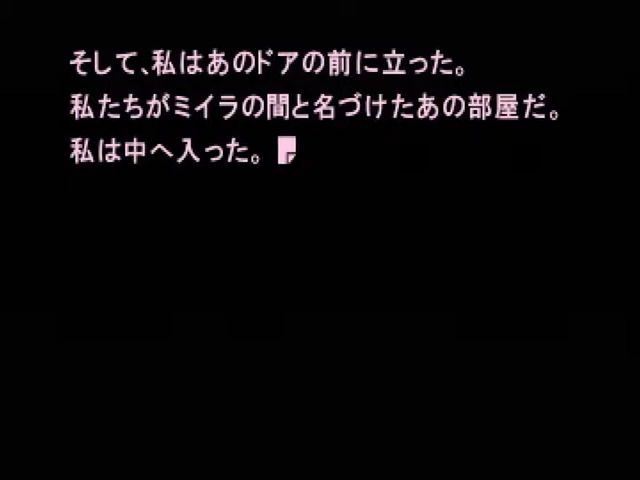 そして、私はあのドアの前に立った。
私たちがミイラの間と名づけたあの部屋だ。
私は中へ入った。